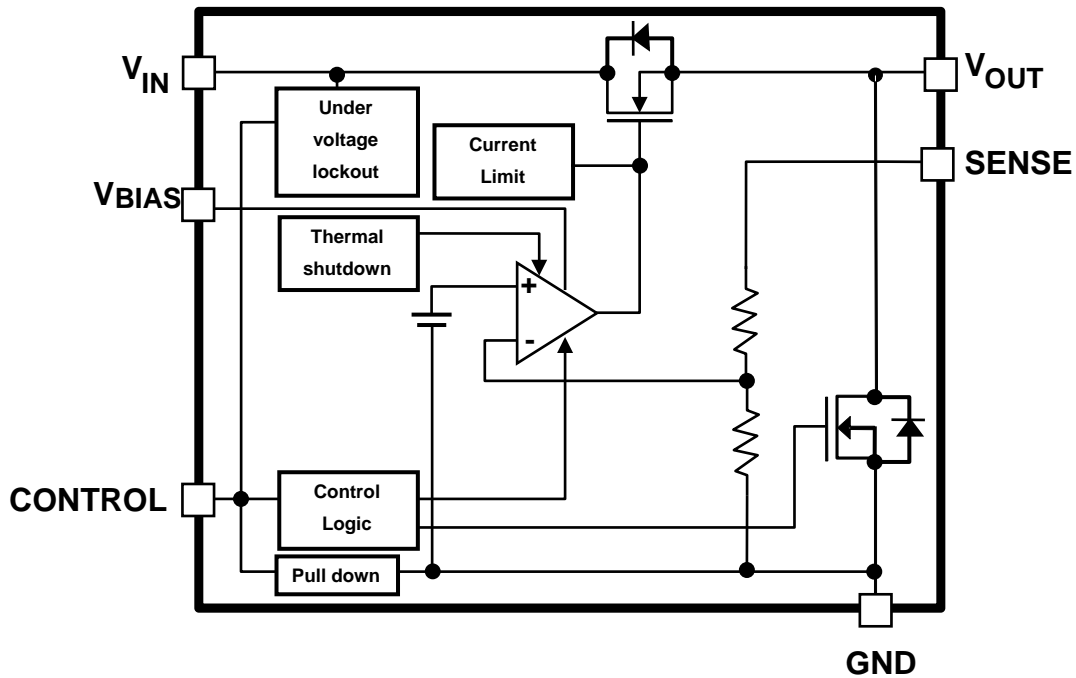 VIN
VOUT
Under
voltage
lockout
Current
Limit
SENSE
VBIAS
Thermal
shutdown
+
-
CONTROL
Control
Logic
Pull down
GND